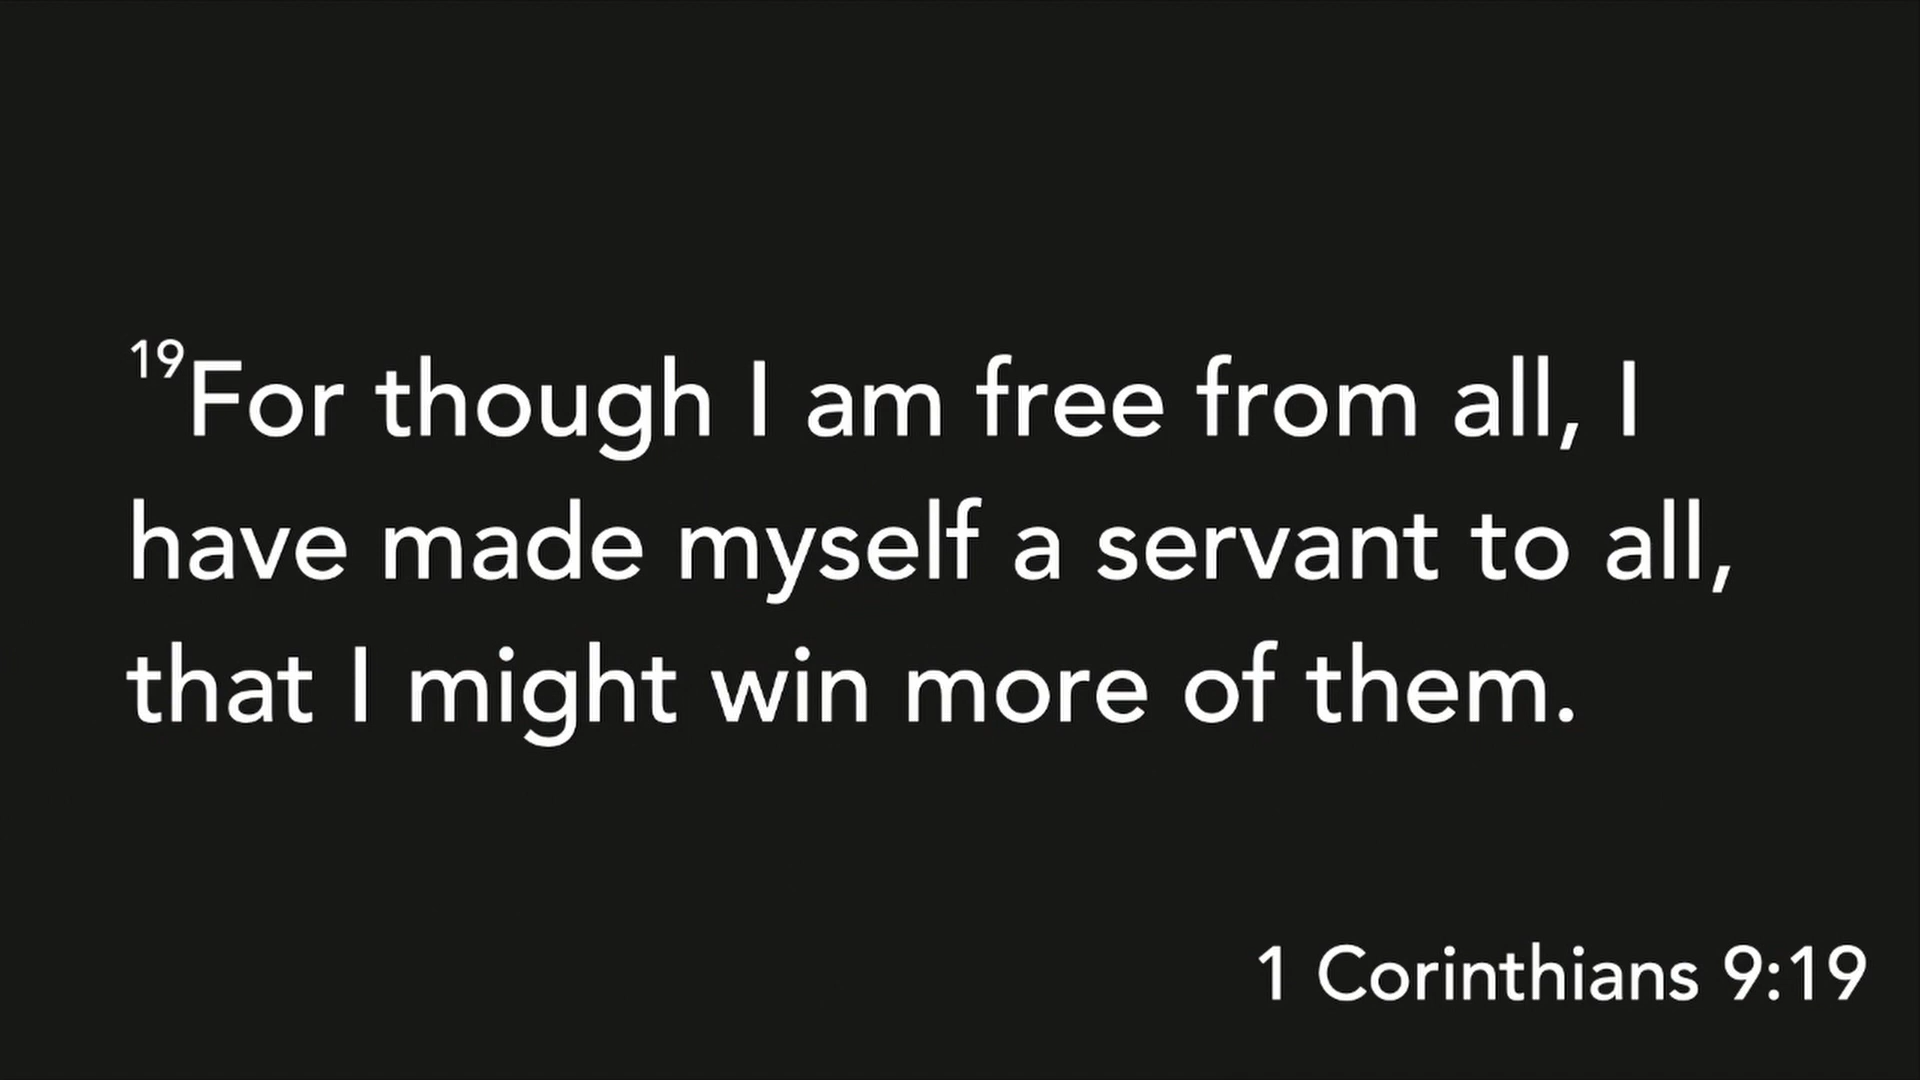 ¹⁹For though I am free from all, I
have made myself a servant to all,
that I might win more of them.
1 Corinthians 9:19